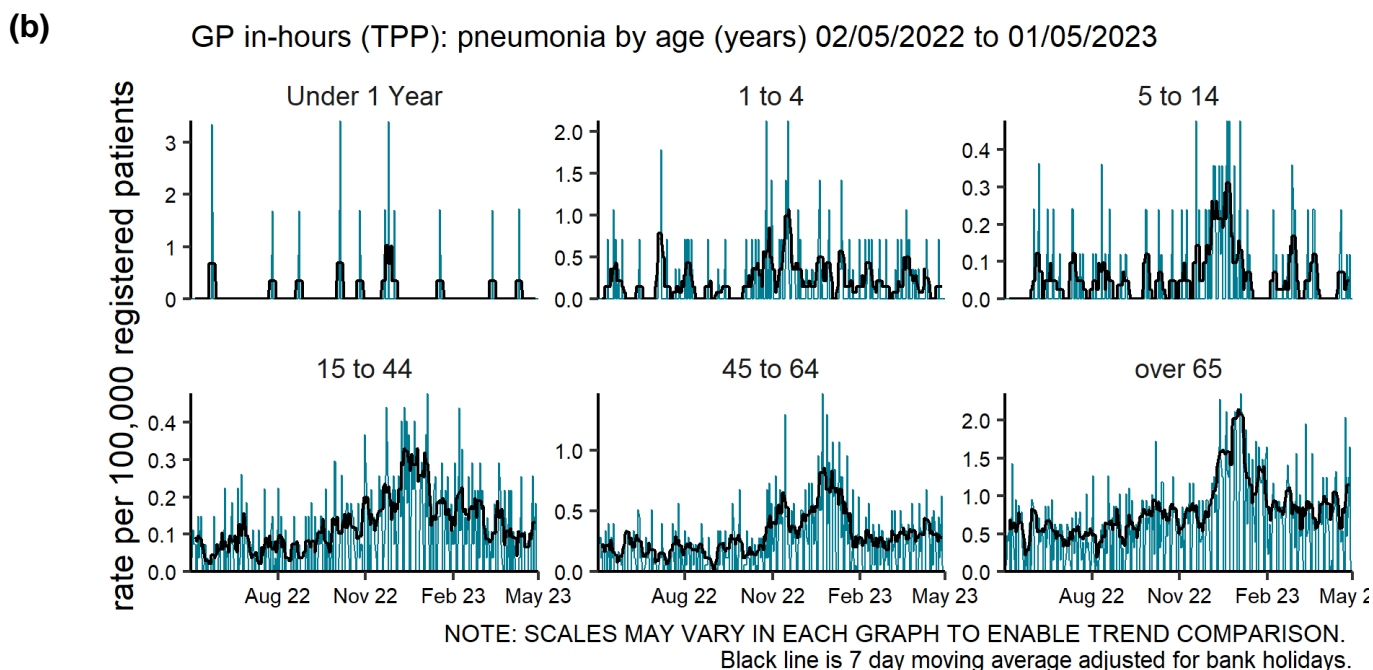 (b)
GP in-hours (TPP): pneumonia by age (years) 02/05/2022 to 01/05/2023
rate per 100,000 registered patients
Under 1 Year
3
2
1
0
1 to 4
2.0
1.5
1.0
0.5
0.0
5 to 14
0.4
0.3
0.2
0.1
0.0
15 to 44
0.4
0.3
0.2
0.1
0.0
Aug 22 Nov 22 Feb 23 May 23
45 to 64
1.0
0.5
0.0
Aug 22 Nov 22 Feb 23 May 23
over 65
2.0
1.5
1.0
0.5
0.0
Aug 22 Nov 22 Feb 23 May 2
NOTE: SCALES MAY VARY IN EACH GRAPH TO ENABLE TREND COMPARISON.
Black line is 7 day moving average adjusted for bank holidays.